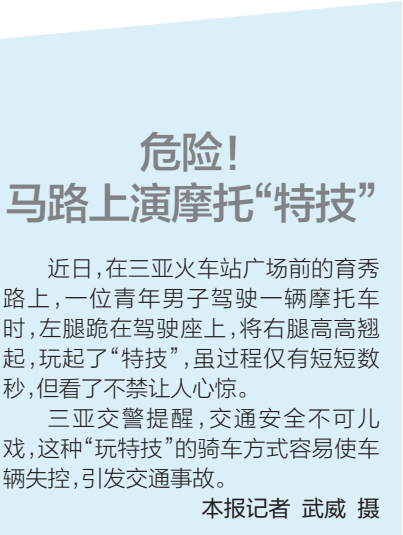 危险！
马路上演摩托“特技”
近日，在三亚火车站广场前的育秀
路上，一位青年男子驾驶一辆摩托车
时，左腿跪在驾驶座上，将右腿高高翘
起，玩起了“特技”，虽过程仅有短短数
秒，但看了不禁让人心惊。
三亚交警提醒，交通安全不可儿
戏，这种“玩特技”的骑车方式容易使车
辆失控，引发交通事故。
本报记者 武威 摄